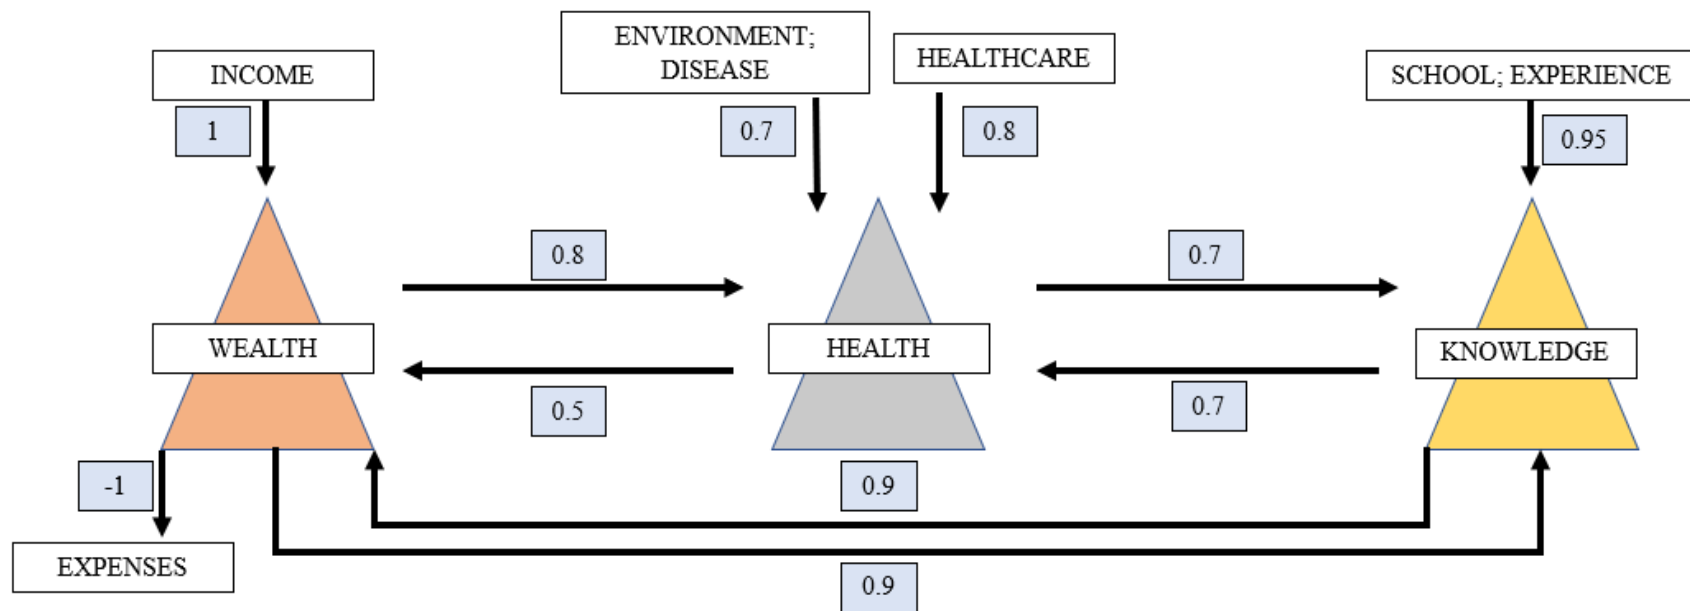 ENVIRONMENT;
DISEASE
HEALTHCARE
INCOME
SCHOOL; EXPERIENCE
1
0.7
0.8
0.95
0.8
0.7
WEALTH
HEALTH
KNOWLEDGE
0.5
0.7
-1
0.9
EXPENSES
0.9